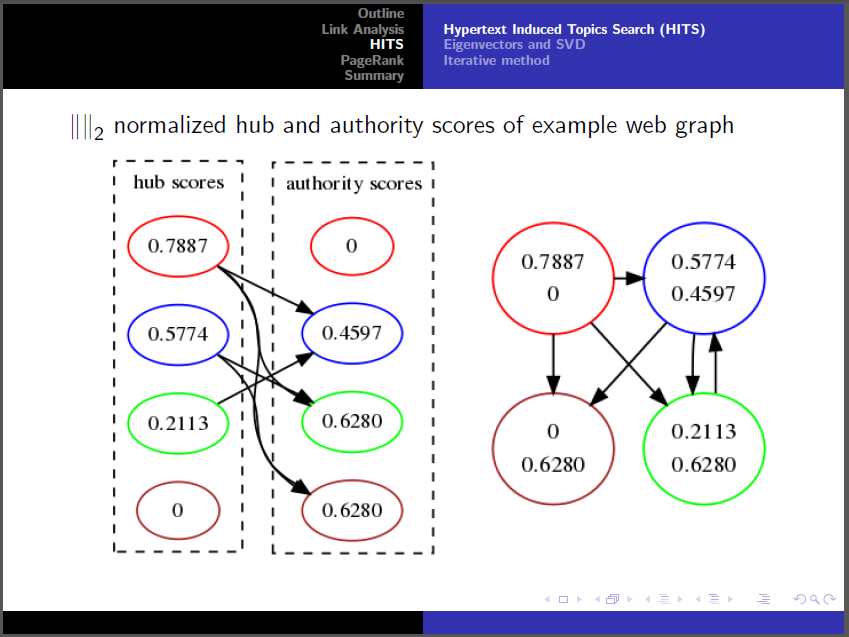 Outline
Link Analysis
HITS
PageRank
Summary
Hypertext Induced Topics Search (HITS)
Eigenvectors and SVD
Iterative method
‖‖₂ normalized hub and authority scores of example web graph
hub scores
0.7887
0.5774
0.2113
0
authority scores
0
0.4597
0.6280
0.6280
0.7887
0
0.5774
0.4597
0
0.6280
0.2113
0.6280